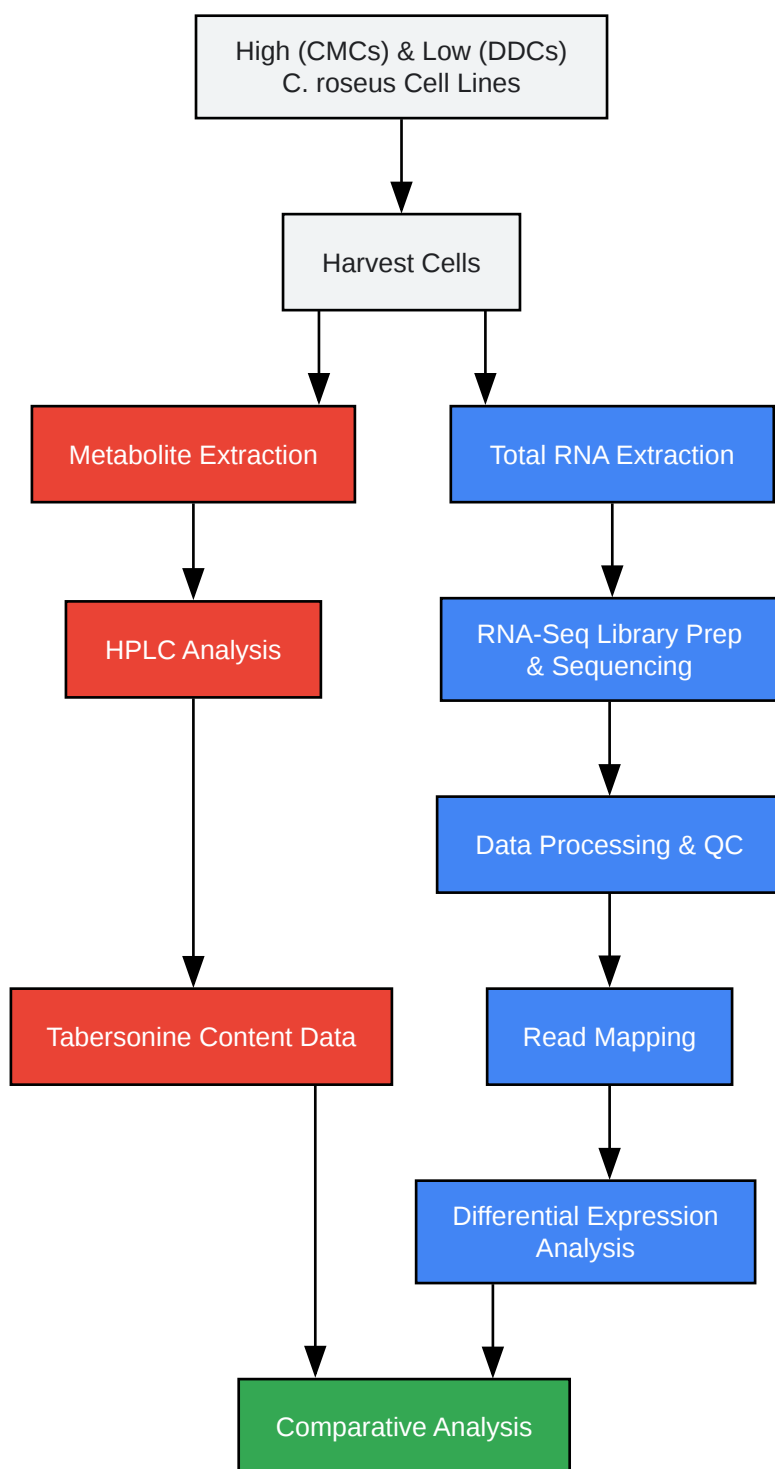 High (CMCs) & Low (DDCs)
C. roseus Cell Lines
Harvest Cells
Metabolite Extraction
Total RNA Extraction
HPLC Analysis
RNA-Seq Library Prep
& Sequencing
Data Processing & QC
Tabersonine Content Data
Read Mapping
Differential Expression
Analysis
Comparative Analysis